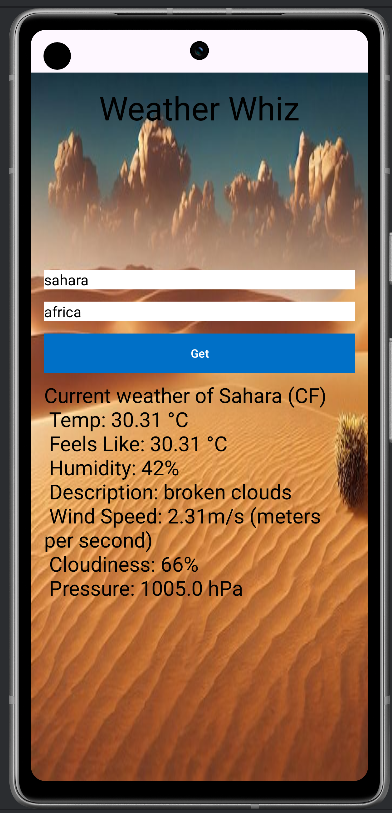 Weather Whiz
sahara
africa
Get
Current weather of Sahara (CF)
Temp: 30.31 °C
Feels Like: 30.31 °C
Humidity: 42%
Description: broken clouds
Wind Speed: 2.31m/s (meters
per second)
Cloudiness: 66%
Pressure: 1005.0 hPa